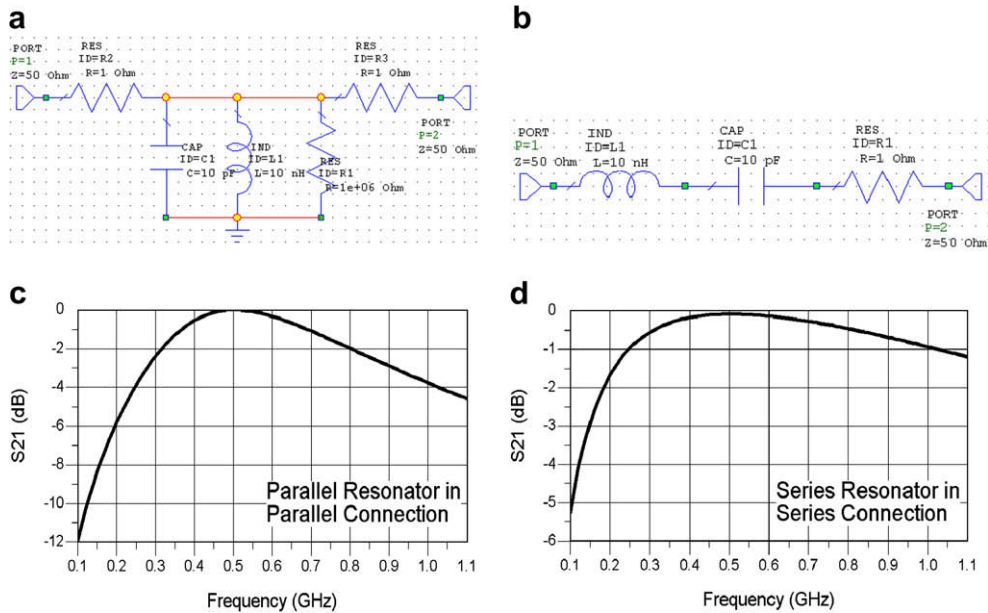 a
PORT
P=1
Z=50 Ohm
RES
ID=R2
R=1 Ohm
RES
ID=R3
R=1 Ohm
PORT
P=2
Z=50 Ohm
CAP
ID=C1
C=10 pF
IND
ID=L1
L=10 nH
RES
ID=R1
R=1e+06 Ohm
b
PORT
P=1
Z=50 Ohm
IND
ID=L1
L=10 nH
CAP
ID=C1
C=10 pF
RES
ID=R1
R=1 Ohm
PORT
P=2
Z=50 Ohm
c
S21 (dB)
0
-2
-4
-6
-8
-10
-12
Parallel Resonator in
Parallel Connection
0.1 0.2 0.3 0.4 0.5 0.6 0.7 0.8 0.9 1.0 1.1
Frequency (GHz)
d
S21 (dB)
0
-1
-2
-3
-4
-5
-6
Series Resonator in
Series Connection
0.1 0.2 0.3 0.4 0.5 0.6 0.7 0.8 0.9 1.0 1.1
Frequency (GHz)